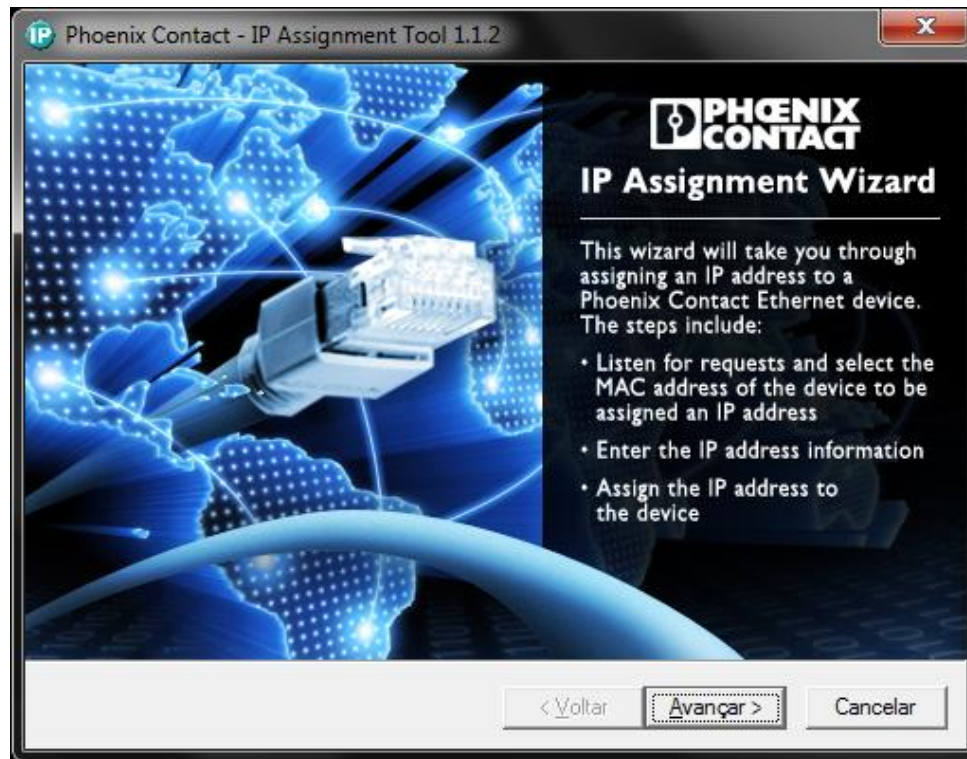 IP Phoenix Contact - IP Assignment Tool 1.1.2
PHŒNIX
CONTACT
IP Assignment Wizard
This wizard will take you through
assigning an IP address to a
Phoenix Contact Ethernet device.
The steps include:
• Listen for requests and select the
MAC address of the device to be
assigned an IP address
• Enter the IP address information
• Assign the IP address to
the device
< Voltar Avançar > Cancelar